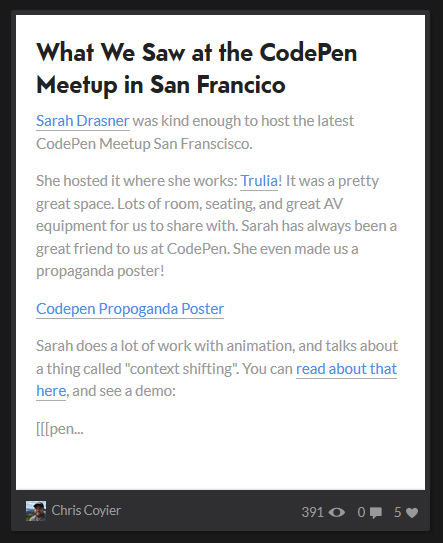 What We Saw at the CodePen
Meetup in San Francico
Sarah Drasner was kind enough to host the latest
CodePen Meetup San Franscisco.
She hosted it where she works: Trulia! It was a pretty
great space. Lots of room, seating, and great AV
equipment for us to share with. Sarah has always been a
great friend to us at CodePen. She even made us a
propaganda poster!
Codepen Propoganda Poster
Sarah does a lot of work with animation, and talks about
a thing called "context shifting". You can read about that
here, and see a demo:
[[[pen...
Chris Coyier 391 0 5